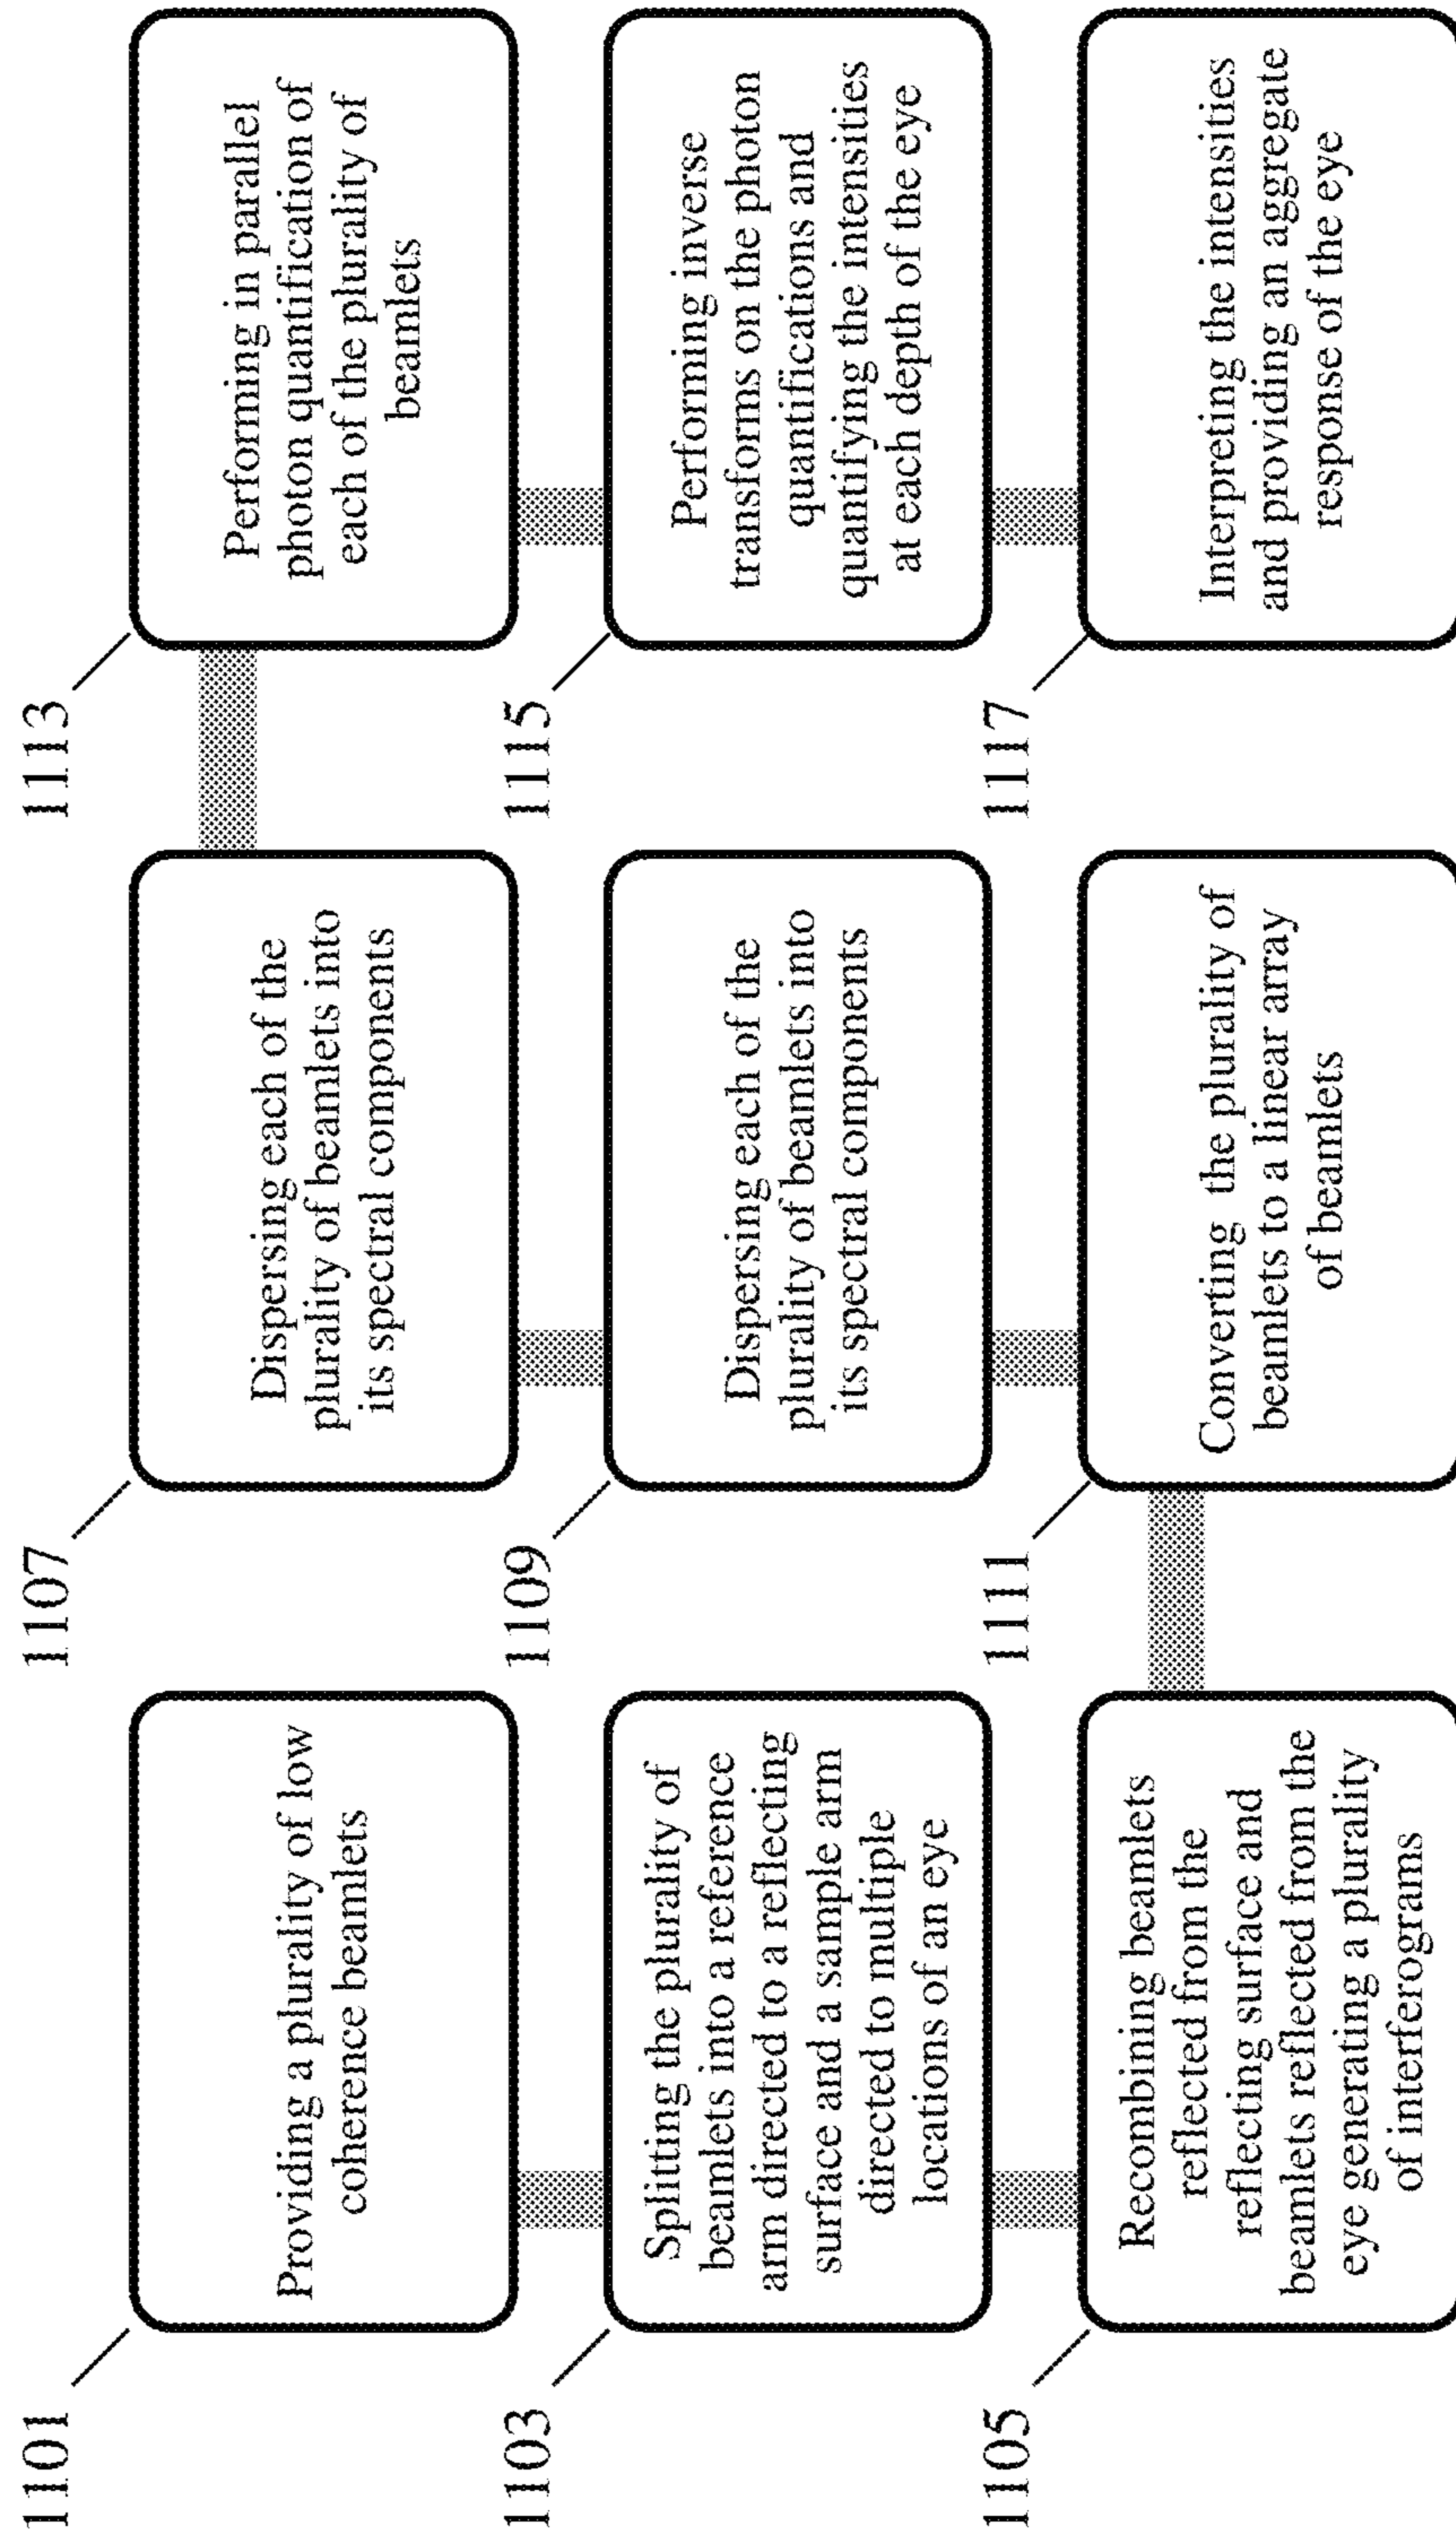 1101
Providing a plurality of low
coherence beamlets
1103
Splitting the plurality of
beamlets into a reference
arm directed to a reflecting
surface and a sample arm
directed to multiple
locations of an eye
1105
Recombining beamlets
reflected from the
reflecting surface and
beamlets reflected from the
eye generating a plurality
of interferograms
1107
Dispersing each of the
plurality of beamlets into
its spectral components
1109
Dispersing each of the
plurality of beamlets into
its spectral components
1111
Converting the plurality of
beamlets to a linear array
of beamlets
1113
Performing in parallel
photon quantification of
each of the plurality of
beamlets
1115
Performing inverse
transforms on the photon
quantifications and
quantifying the intensities
at each depth of the eye
1117
Interpreting the intensities
and providing an aggregate
response of the eye